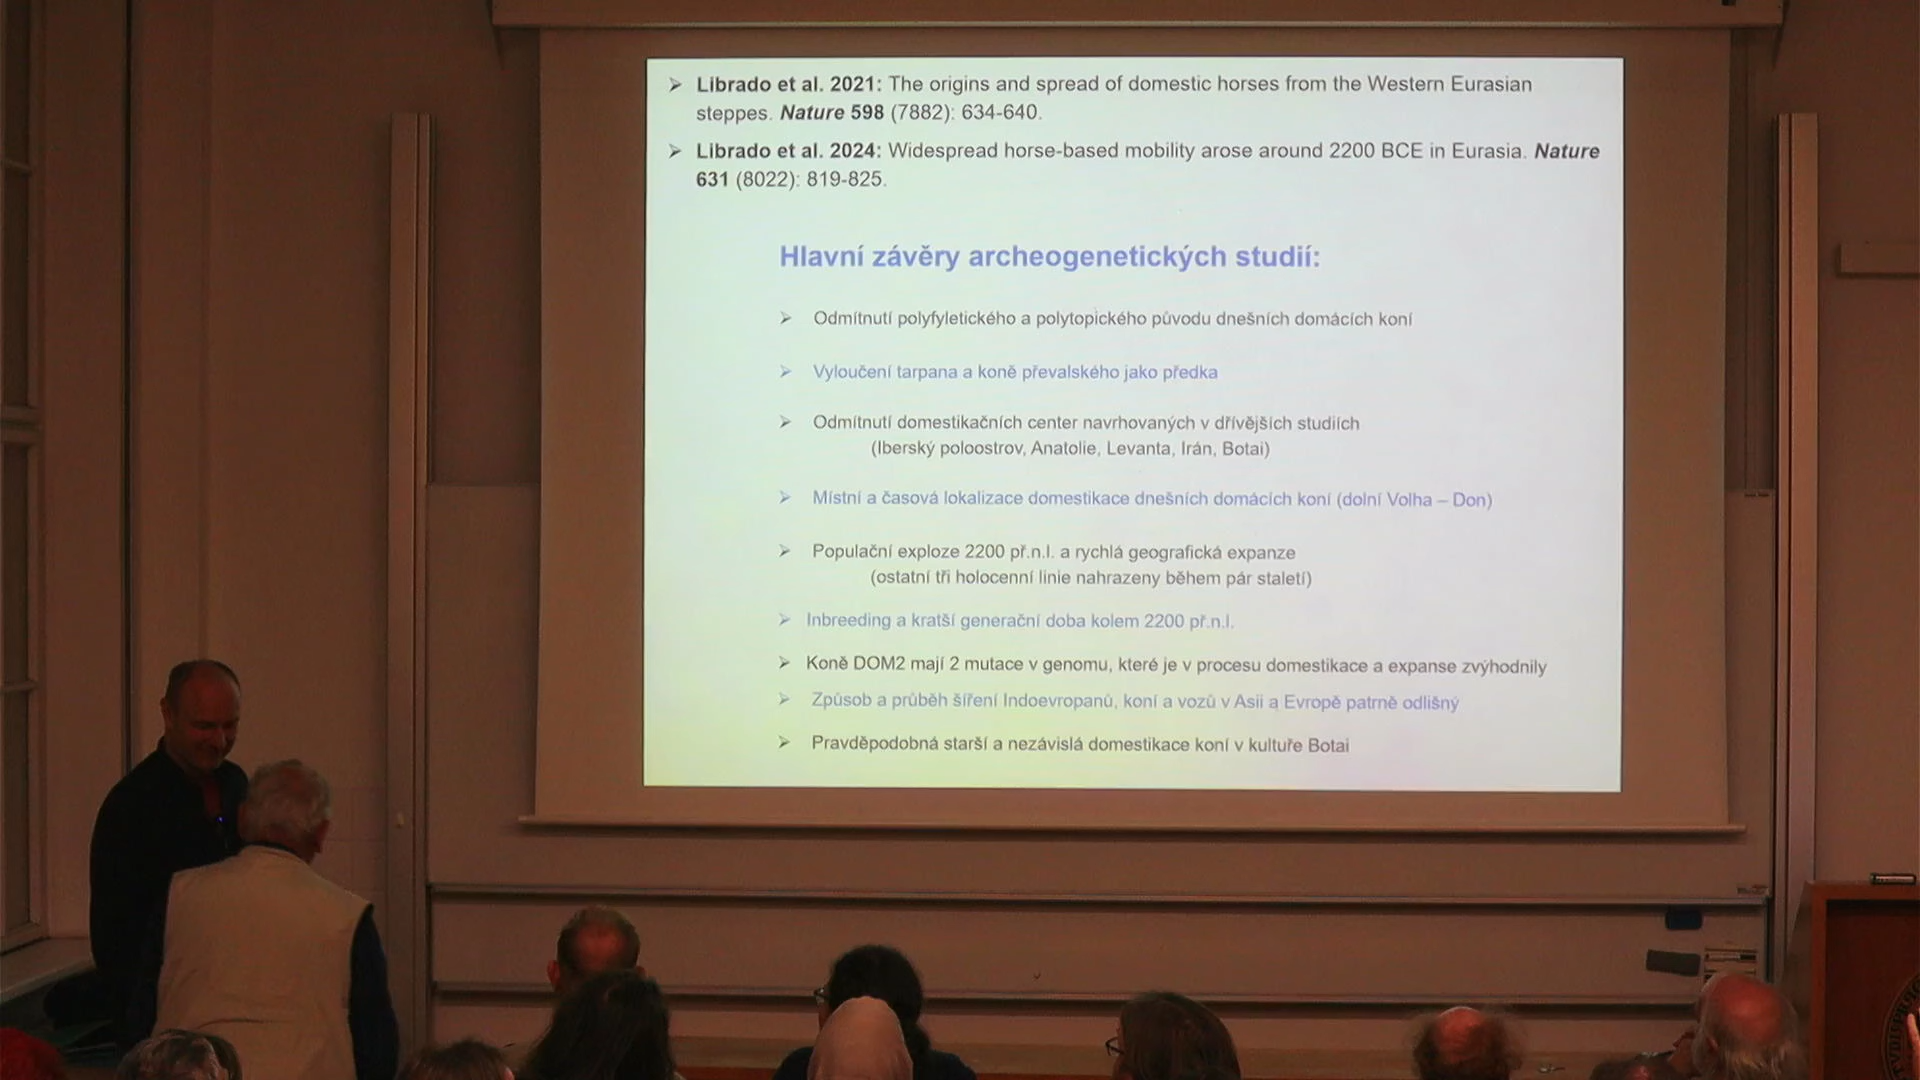 ➢ Librado et al. 2021: The origins and spread of domestic horses from the Western Eurasian
steppes. Nature 598 (7882): 634-640.
➢ Librado et al. 2024: Widespread horse-based mobility arose around 2200 BCE in Eurasia. Nature
631 (8022): 819-825.
Hlavní závěry archeogenetických studií:
➢ Odmítnutí polyfyletického a polytopického původu dnešních domácích koní
➢ Vyloučení tarpana a koně převalského jako předka
➢ Odmítnutí domestikačních center navrhovaných v dřívějších studiích
(Iberský poloostrov, Anatolie, Levanta, Irán, Botai)
➢ Místní a časová lokalizace domestikace dnešních domácích koní (dolní Volha – Don)
➢ Populační exploze 2200 př.n.l. a rychlá geografická expanze
(ostatní tři holocenní linie nahrazeny během pár staletí)
➢ Inbreeding a kratší generační doba kolem 2200 př.n.l.
➢ Koně DOM2 mají 2 mutace v genomu, které je v procesu domestikace a expanse zvýhodnily
➢ Způsob a průběh šíření Indoevropanů, koní a vozů v Asii a Evropě patrně odlišný
➢ Pravděpodobná starší a nezávislá domestikace koní v kultuře Botai